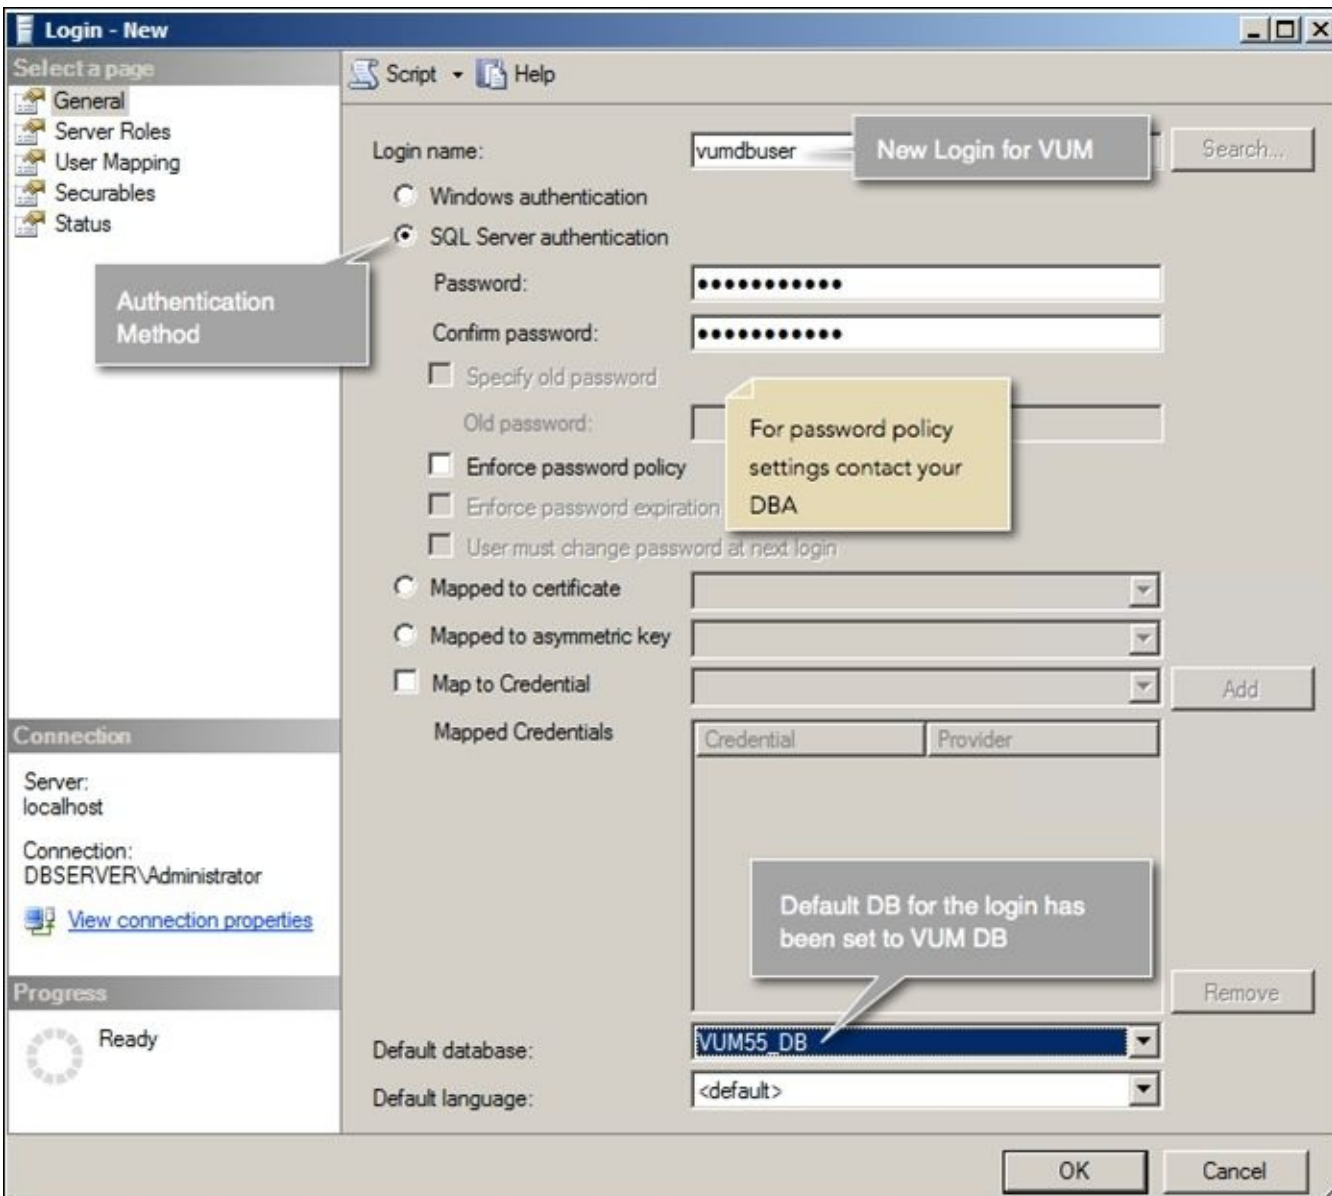 Login - New
Select a page
General
Server Roles
User Mapping
Securables
Status
Script
Help
Login name:
vumdbuser
New Login for VUM
Search...
Windows authentication
SQL Server authentication
Authentication
Method
Password:
Confirm password:
Specify old password
Old password:
For password policy
settings contact your
DBA
Enforce password policy
Enforce password expiration
User must change password at next login
Mapped to certificate
Mapped to asymmetric key
Map to Credential
Add
Mapped Credentials
Credential
Provider
Default DB for the login has
been set to VUM DB
Remove
Default database:
VUM55_DB
Default language:
<default>
Connection
Server:
localhost
Connection:
DBSERVER\Administrator
View connection properties
Progress
Ready
OK
Cancel